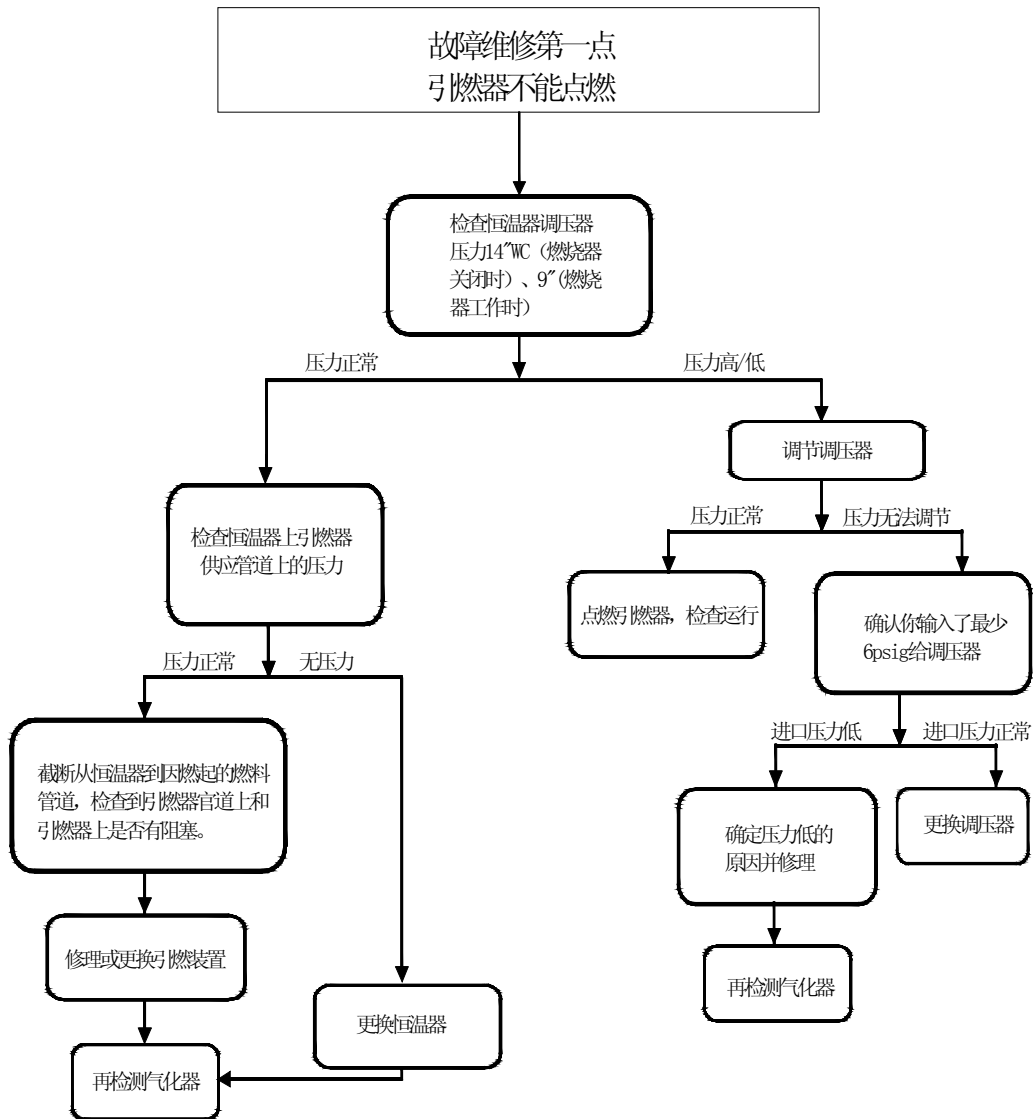 故障维修第一点
引燃器不能点燃
检查恒温器调压器
压力14"WC（燃烧器
关闭时）、9"(燃烧
器工作时）
压力正常
压力高/低
调节调压器
检查恒温器上引燃器
供应管道上的压力
压力正常
压力无法调节
点燃引燃器，检查运行
确认你输入了最少
6psig给调压器
压力正常
无压力
进口压力低
进口压力正常
截断从恒温器到因燃起的燃料
管道，检查到引燃器官道上和
引燃器上是否有阻塞。
确定压力低的
原因并修理
更换调压器
修理或更换引燃装置
再检测气化器
更换恒温器
再检测气化器